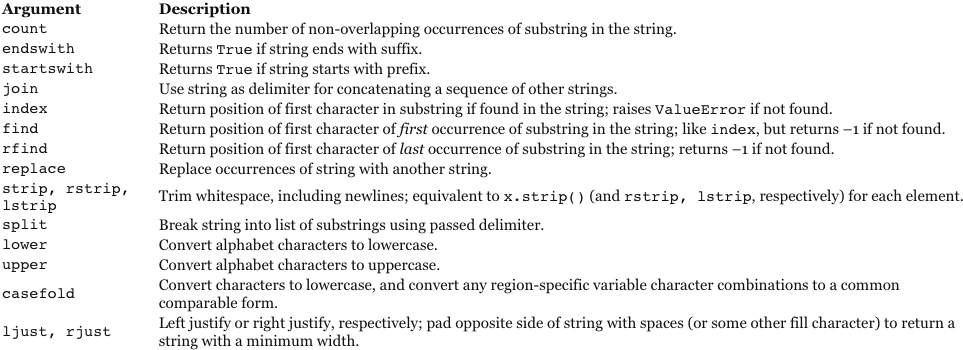 Argument Description
count Return the number of non-overlapping occurrences of substring in the string.
endswith Returns True if string ends with suffix.
startswith Returns True if string starts with prefix.
join Use string as delimiter for concatenating a sequence of other strings.
index Return position of first character in substring if found in the string; raises ValueError if not found.
find Return position of first character of first occurrence of substring in the string; like index, but returns –1 if not found.
rfind Return position of first character of last occurrence of substring in the string; returns –1 if not found.
replace Replace occurrences of string with another string.
strip, rstrip,
lstrip Trim whitespace, including newlines; equivalent to x.strip() (and rstrip, lstrip, respectively) for each element.
split Break string into list of substrings using passed delimiter.
lower Convert alphabet characters to lowercase.
upper Convert alphabet characters to uppercase.
casefold Convert characters to lowercase, and convert any region-specific variable character combinations to a common
comparable form.
ljust, rjust Left justify or right justify, respectively; pad opposite side of string with spaces (or some other fill character) to return a
string with a minimum width.